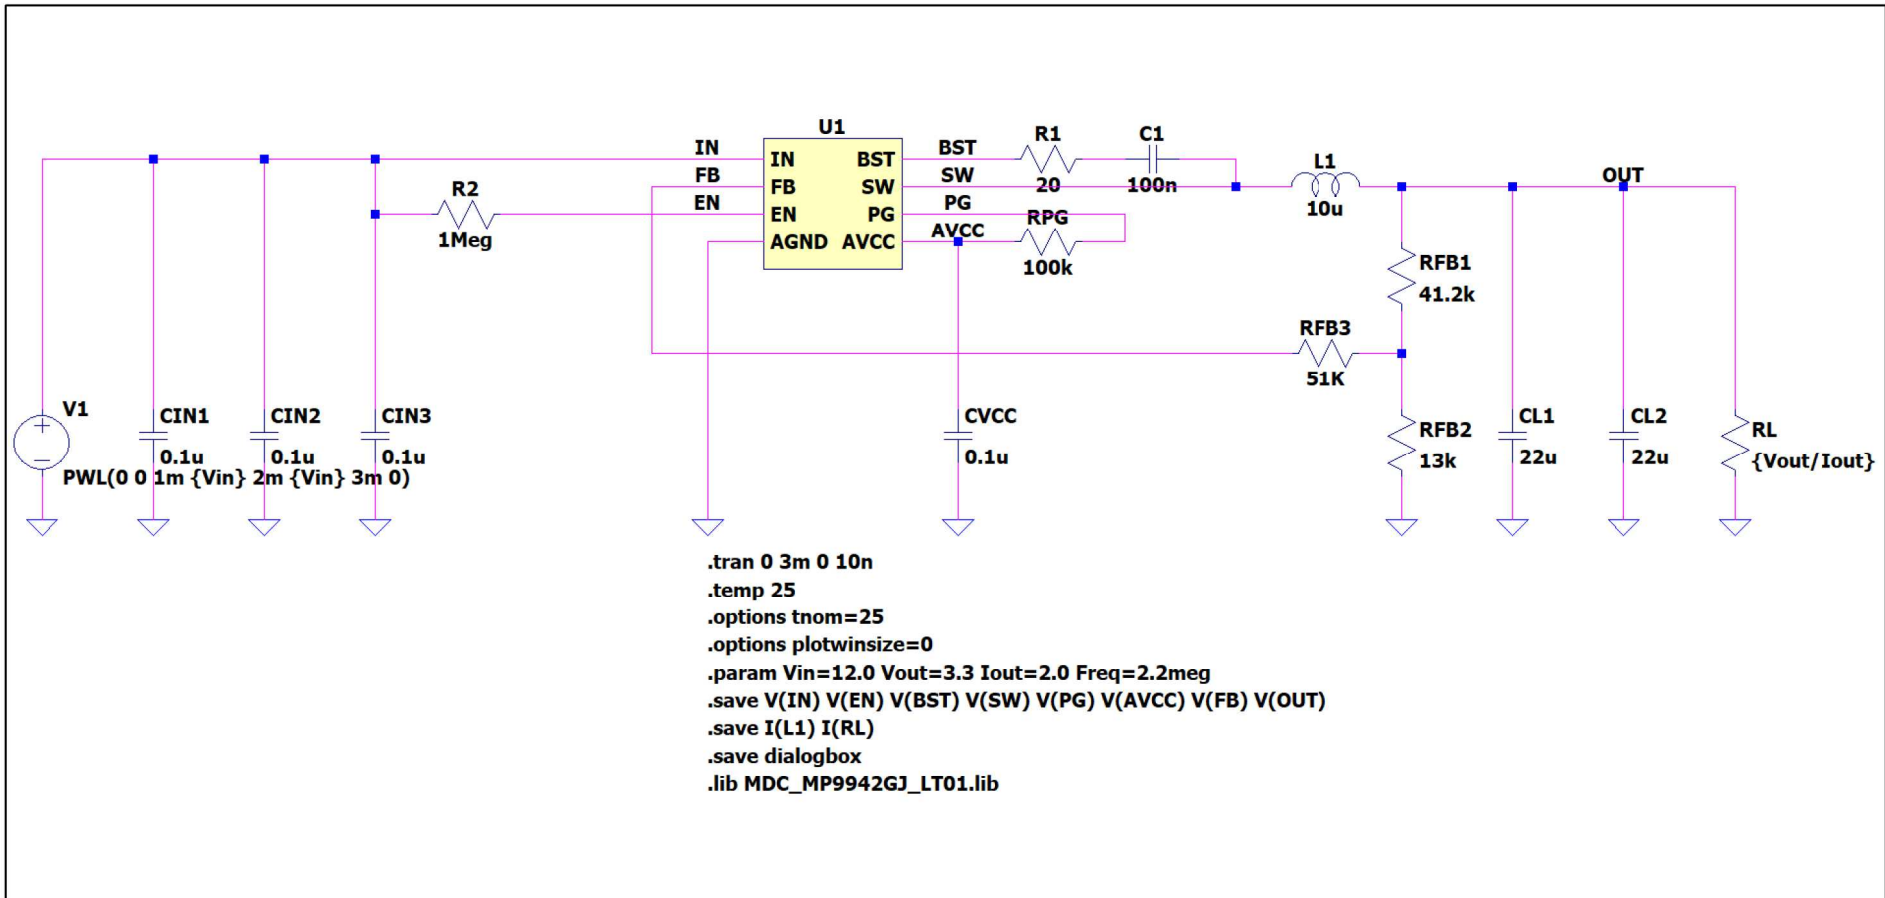 U1
IN
FB
EN
IN
FB
EN
AGND
BST
SW
PG
AVCC
BST
SW
PG
AVCC
R1
20
C1
100n
RPG
100k
R2
1Meg
L1
10u
OUT
RFB1
41.2k
RFB3
51K
RFB2
13k
V1
PWL(0 0 1m {Vin} 2m {Vin} 3m 0)
CIN1
0.1u
CIN2
0.1u
CIN3
0.1u
CVCC
0.1u
CL1
22u
CL2
22u
RL
{Vout/Iout}
.tran 0 3m 0 10n
.temp 25
.options tnom=25
.options plotwinsize=0
.param Vin=12.0 Vout=3.3 Iout=2.0 Freq=2.2meg
.save V(IN) V(EN) V(BST) V(SW) V(PG) V(AVCC) V(FB) V(OUT)
.save I(L1) I(RL)
.save dialogbox
.lib MDC_MP9942GJ_LT01.lib